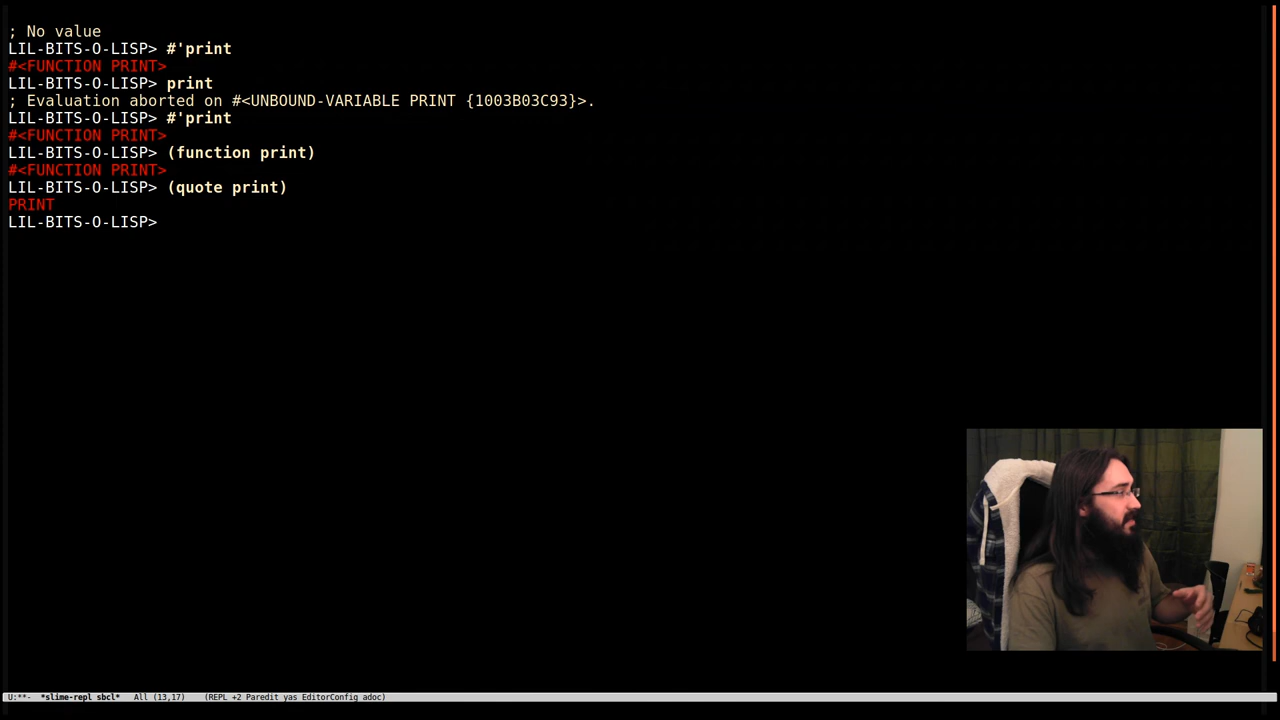 ; No value
LIL-BITS-O-LISP> #'print
#<FUNCTION PRINT>
LIL-BITS-O-LISP> print
; Evaluation aborted on #<UNBOUND-VARIABLE PRINT {1003B03C93}>.
LIL-BITS-O-LISP> #'print
#<FUNCTION PRINT>
LIL-BITS-O-LISP> (function print)
#<FUNCTION PRINT>
LIL-BITS-O-LISP> (quote print)
PRINT
LIL-BITS-O-LISP>
U:**-  *slime-repl sbcl*   All (13,17)    (REPL +2 Paredit yas EditorConfig adoc)